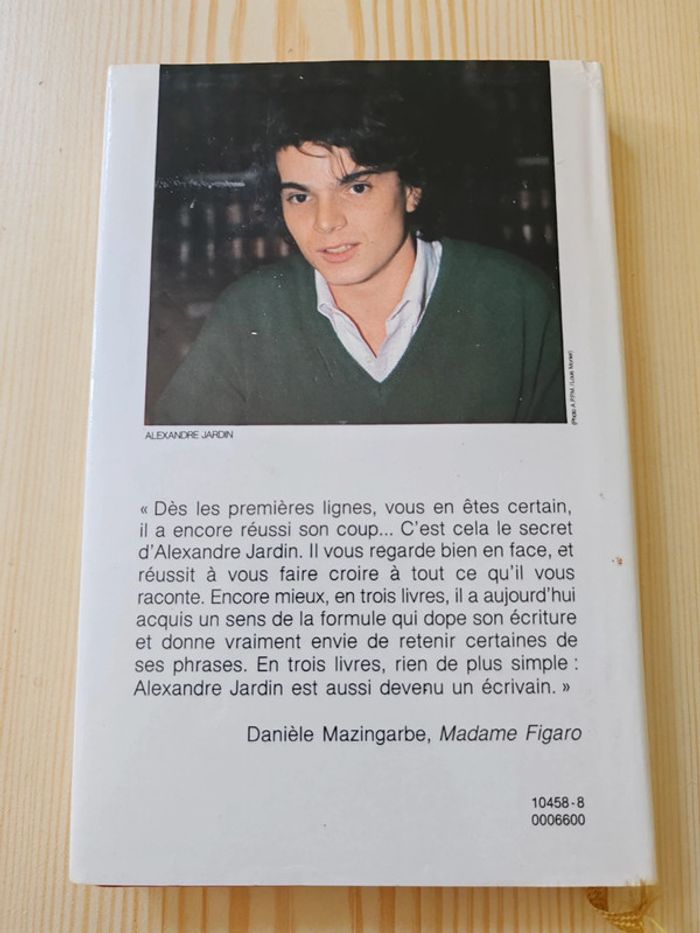 (Photo A.P.P.M. / Louis Monier)
ALEXANDRE JARDIN
« Dès les premières lignes, vous en êtes certain,
il a encore réussi son coup... C'est cela le secret
d'Alexandre Jardin. Il vous regarde bien en face, et
réussit à vous faire croire à tout ce qu'il vous
raconte. Encore mieux, en trois livres, il a aujourd'hui
acquis un sens de la formule qui dope son écriture
et donne vraiment envie de retenir certaines de
ses phrases. En trois livres, rien de plus simple :
Alexandre Jardin est aussi devenu un écrivain. »
Danièle Mazingarbe, Madame Figaro
10458-8
0006600